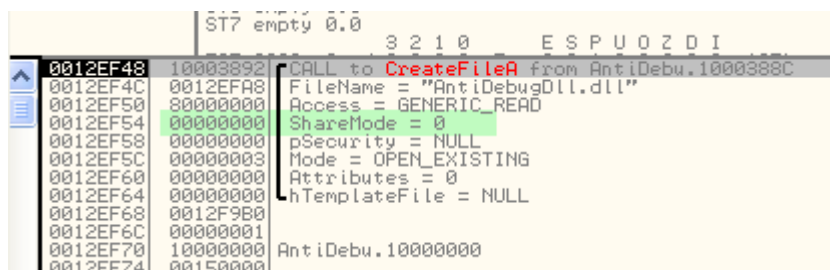 ST7 empty 0.0
3 2 1 0 E S P U O Z D I
0012EF48 10003892 CALL to CreateFileA from AntiDebu.1000388C
0012EF4C 0012EFA8 FileName = "AntiDebugDll.dll"
0012EF50 80000000 Access = GENERIC_READ
0012EF54 00000000 ShareMode = 0
0012EF58 00000000 pSecurity = NULL
0012EF5C 00000003 Mode = OPEN_EXISTING
0012EF60 00000000 Attributes = 0
0012EF64 00000000 hTemplateFile = NULL
0012EF68 0012F9B0
0012EF6C 00000001
0012EF70 10000000 AntiDebu.10000000
0012EF74 00150000